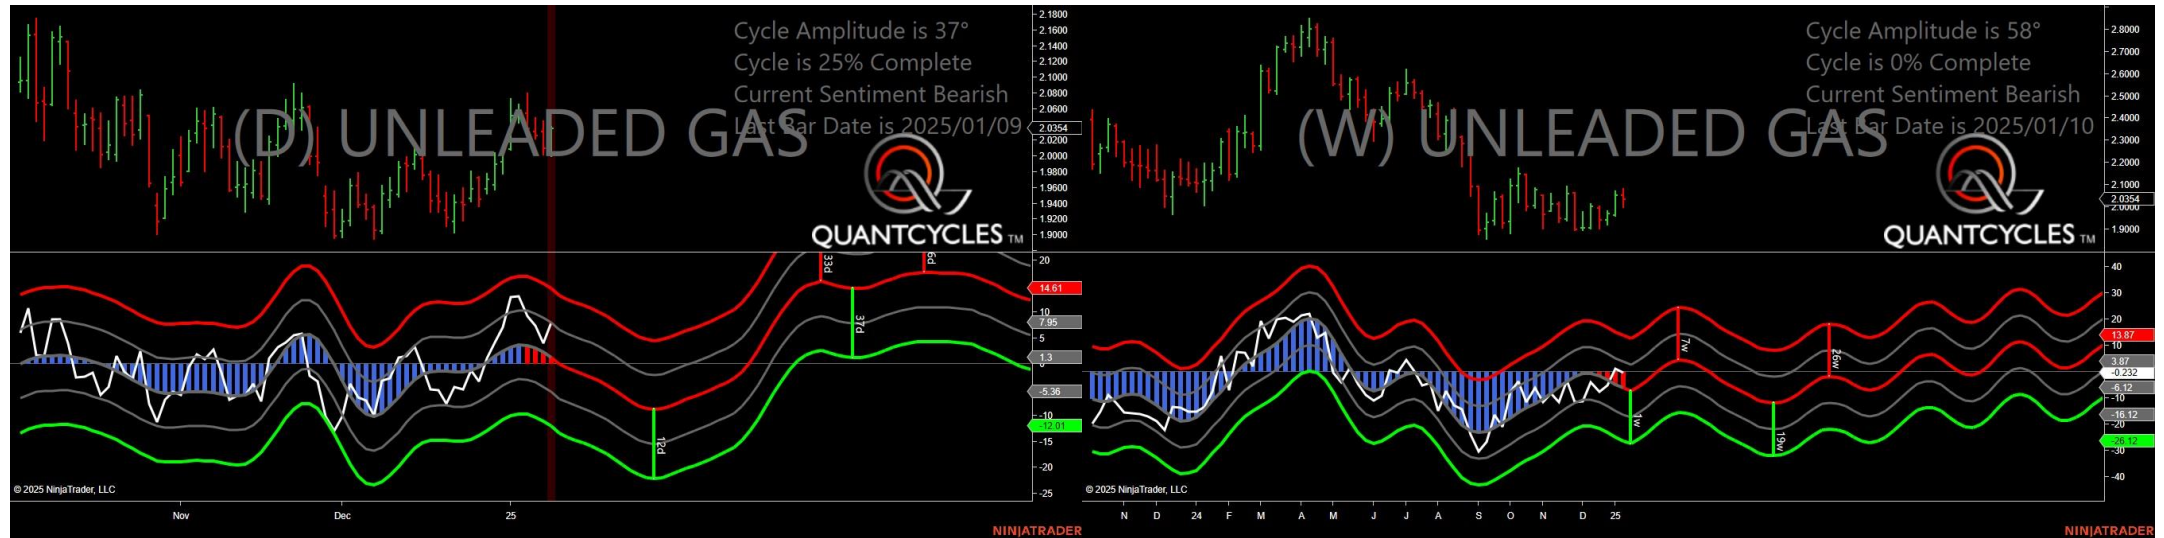 Cycle Amplitude is 37°
Cycle is 25% Complete
Current Sentiment Bearish
Last Bar Date is 2025/01/09
(D) UNLEADED GAS
QUANTCYCLES TM
2.1800
2.1600
2.1400
2.1200
2.1000
2.0800
2.0600
2.0354
2.0200
2.0000
1.9800
1.9600
1.9400
1.9200
1.9000
20
14.61
10
7.95
5
1.3
0
-5.36
-10
-12.01
-15
-20
-25
33d
6d
37d
12d
© 2025 NinjaTrader, LLC
Nov
Dec
25
NINJATRADER
Cycle Amplitude is 58°
Cycle is 0% Complete
Current Sentiment Bearish
Last Bar Date is 2025/01/10
(W) UNLEADED GAS
QUANTCYCLES TM
2.8000
2.7000
2.6000
2.5000
2.4000
2.3000
2.2000
2.1000
2.0354
2.0000
1.9000
40
30
20
13.87
10
3.87
-0.232
-6.12
-10
-16.12
-20
-26.12
-30
-40
1w
7w
19w
26w
© 2025 NinjaTrader, LLC
N D 24 F M A M J J A S O N D 25
NINJATRADER